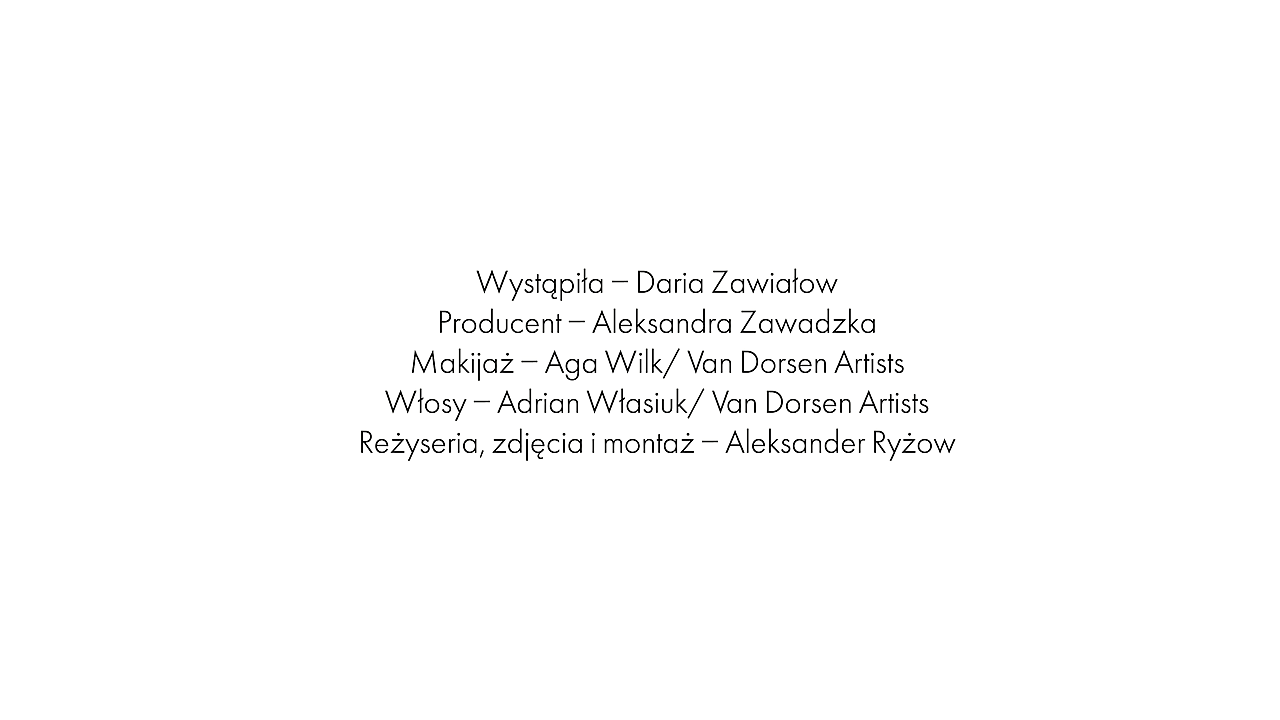 Wystąpiła – Daria Zawiałow
Producent – Aleksandra Zawadzka
Makijaż – Aga Wilk/ Van Dorsen Artists
Włosy – Adrian Własiuk/ Van Dorsen Artists
Reżyseria, zdjęcia i montaż – Aleksander Ryżow